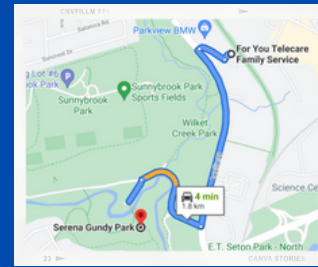 Parkview BMW
For You Telecare
Family Service
Sunnybrook Park
Sports Fields
Sunnybrook
Park
Wilket
Creek Park
4 min
1.8 km
Science Ce
Serena Gundy Park
E.T. Seton Park - North
23
CANVA STORIES